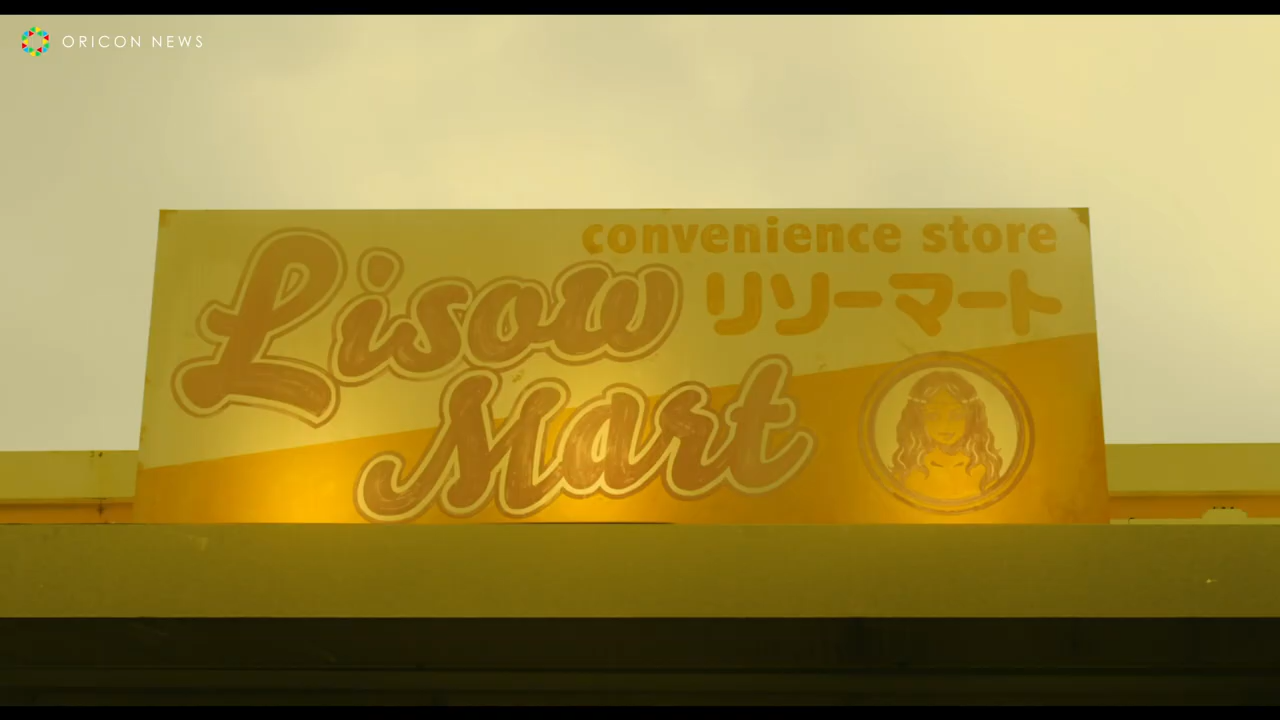 ORICON NEWS
convenience store
Lisow
リソーマート
Mart